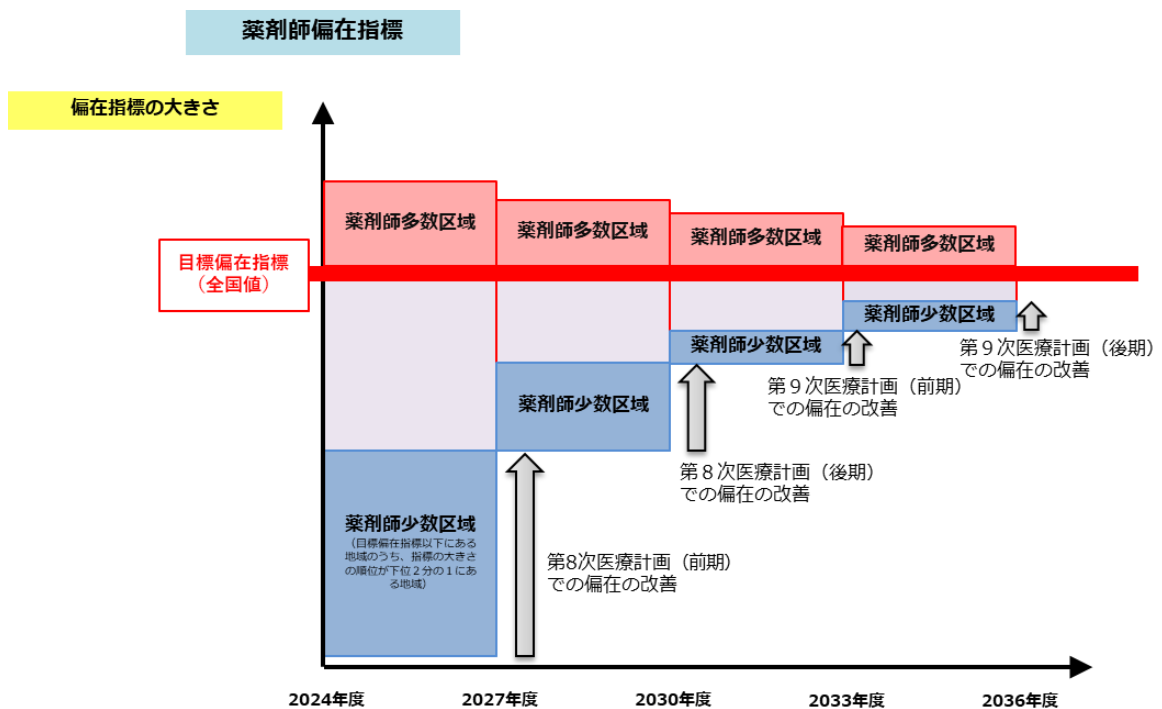 薬剤師偏在指標
偏在指標の大きさ
薬剤師多数区域
薬剤師多数区域
薬剤師多数区域
薬剤師多数区域
目標偏在指標
（全国値）
薬剤師少数区域
薬剤師少数区域
薬剤師少数区域
薬剤師少数区域
（目標偏在指標以下にある
地域のうち、指標の大きさ
の順位が下位２分の１にあ
る地域）
第8次医療計画（前期）
での偏在の改善
第８次医療計画（後期）
での偏在の改善
第９次医療計画（前期）
での偏在の改善
第９次医療計画（後期）
での偏在の改善
2024年度
2027年度
2030年度
2033年度
2036年度